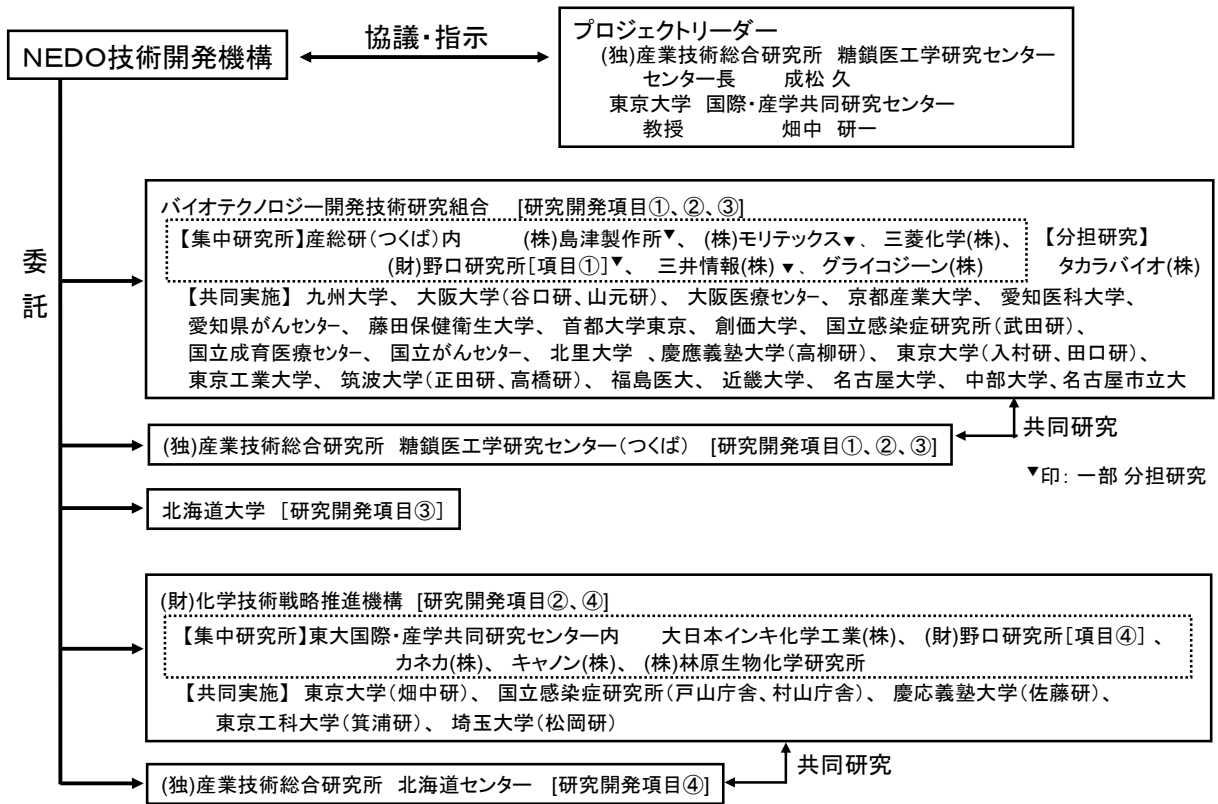 NEDO技術開発機構
協議・指示
プロジェクトリーダー
(独)産業技術総合研究所 糖鎖医工学研究センター
センター長 成松 久
東京大学 国際・産学共同研究センター
教授 畑中 研一
委託
バイオテクノロジー開発技術研究組合 [研究開発項目①、②、③]
【集中研究所】産総研(つくば)内 (株)島津製作所▼、(株)モリテックス▼、三菱化学(株)、
(財)野口研究所[項目①]▼、三井情報(株)▼、グライコジーン(株)
【分担研究】
タカラバイオ(株)
【共同実施】 九州大学、 大阪大学(谷口研、山元研)、 大阪医療センター、 京都産業大学、 愛知医科大学、
愛知県がんセンター、 藤田保健衛生大学、 首都大学東京、 創価大学、 国立感染症研究所(武田研)、
国立成育医療センター、 国立がんセンター、 北里大学 、慶應義塾大学(高柳研)、 東京大学(入村研、田口研)、
東京工業大学、 筑波大学(正田研、高橋研)、 福島医大、 近畿大学、 名古屋大学、 中部大学、名古屋市立大
共同研究
(独)産業技術総合研究所 糖鎖医工学研究センター(つくば) [研究開発項目①、②、③]
▼印: 一部 分担研究
北海道大学 [研究開発項目③]
(財)化学技術戦略推進機構 [研究開発項目②、④]
【集中研究所】東大国際・産学共同研究センター内 大日本インキ化学工業(株)、 (財)野口研究所[項目④] 、
カネカ(株)、 キヤノン(株)、 (株)林原生物化学研究所
【共同実施】 東京大学(畑中研)、 国立感染症研究所(戸山庁舎、村山庁舎)、 慶応義塾大学(佐藤研)、
東京工科大学(箕浦研)、 埼玉大学(松岡研)
共同研究
(独)産業技術総合研究所 北海道センター [研究開発項目④]